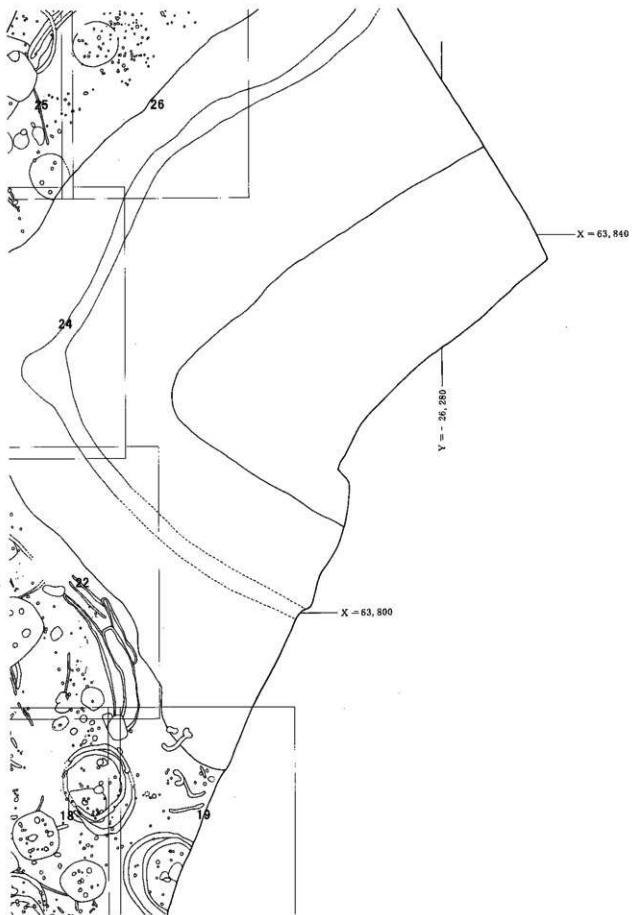 25
26
X = 63,840
24
Y = - 26,280
22
X = 63,800
18
19